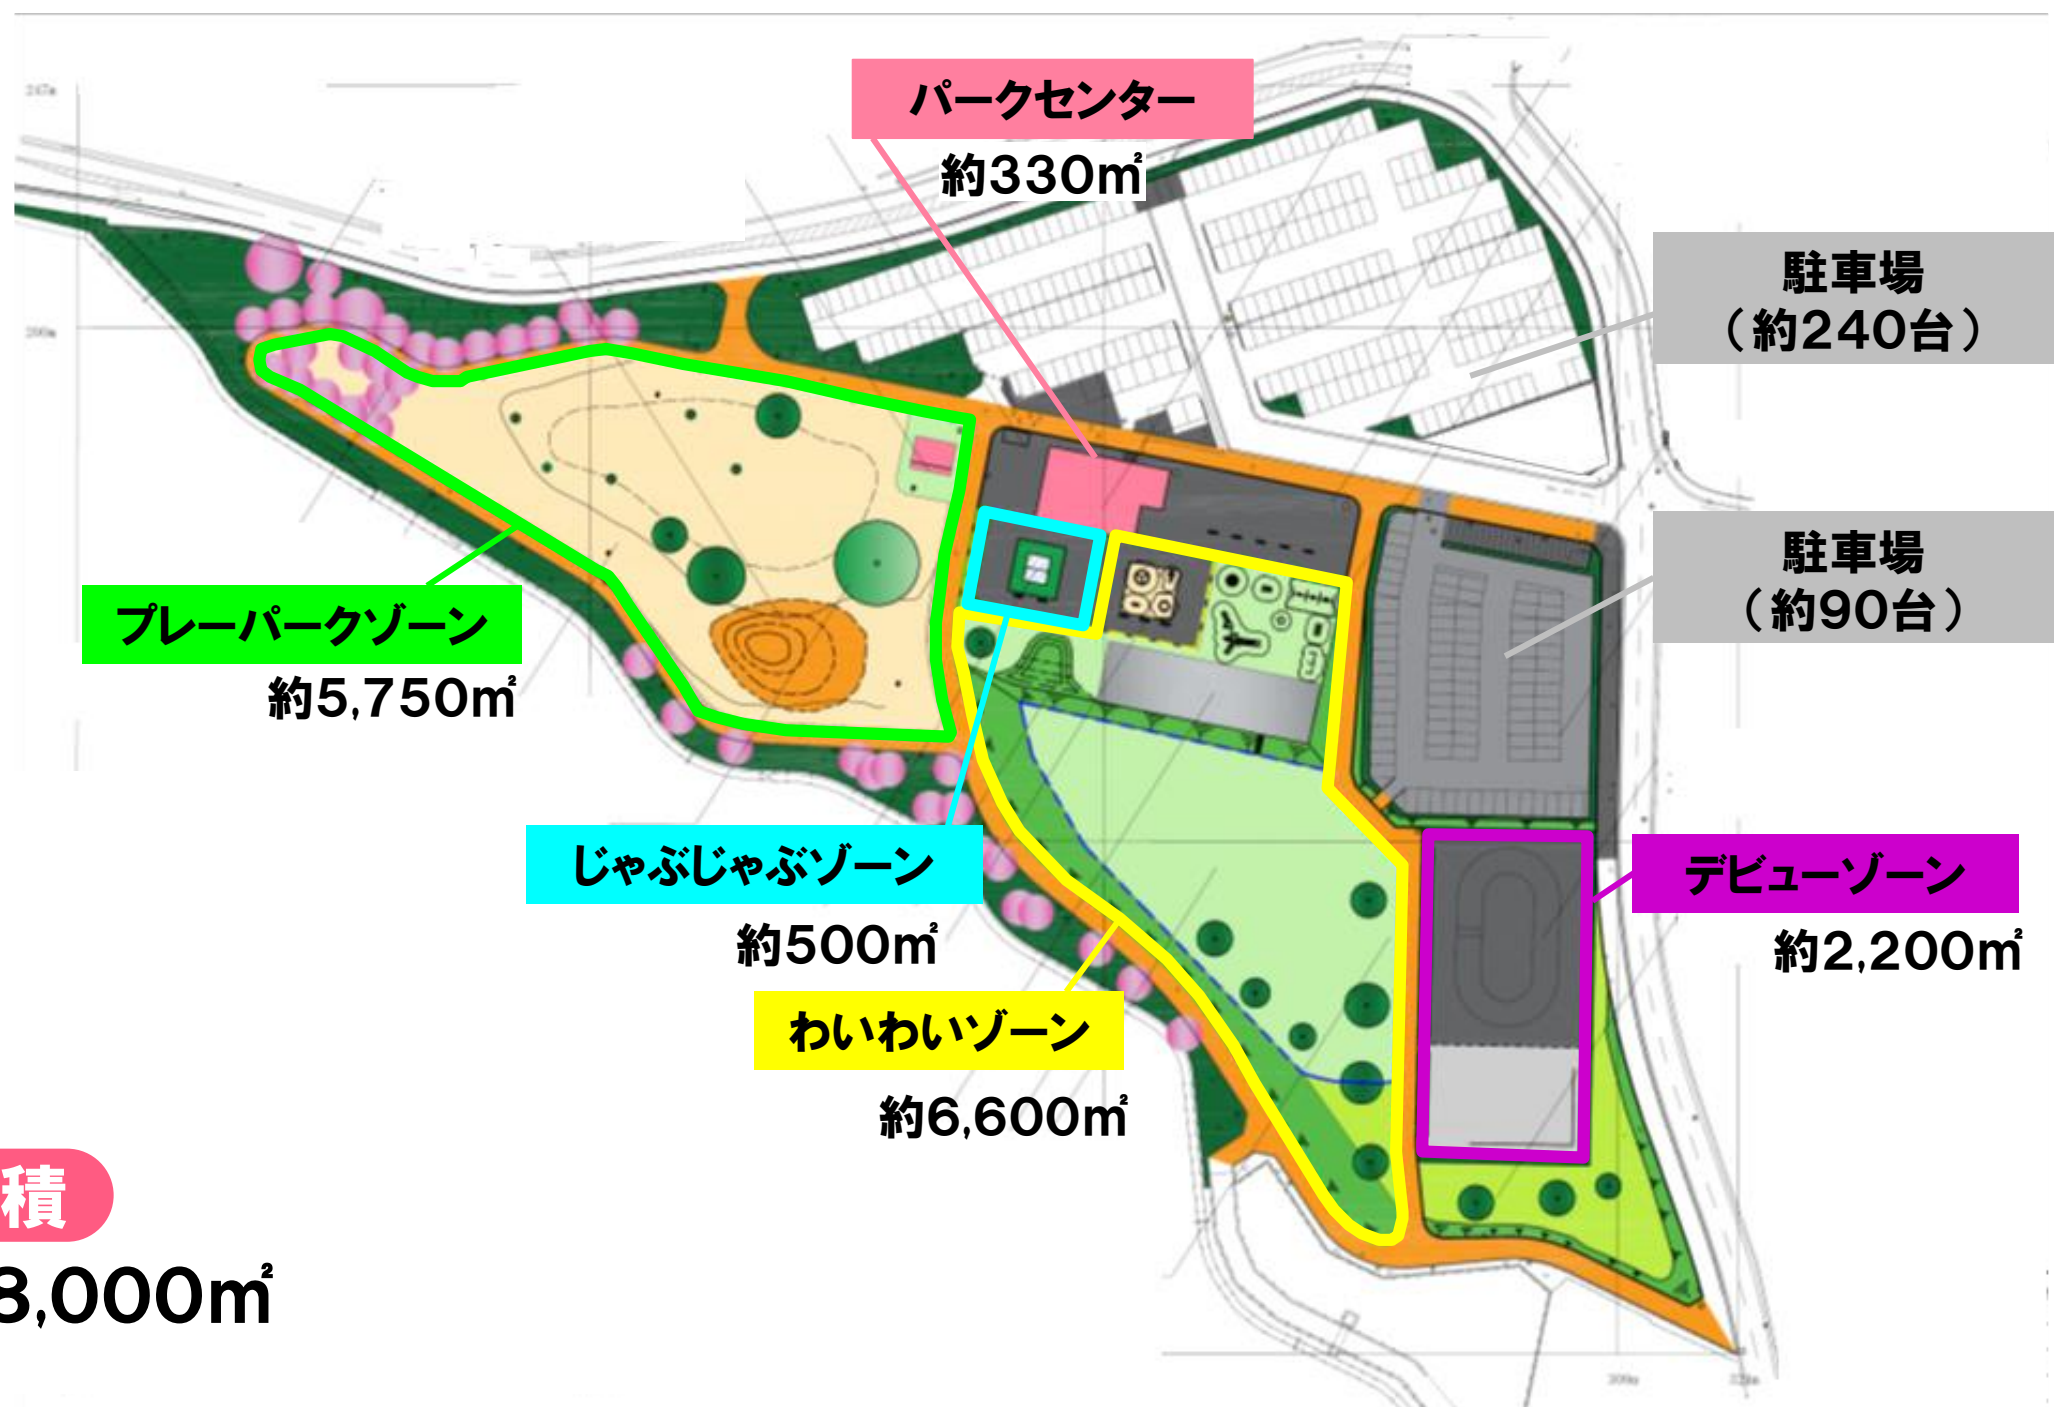 パークセンター
約330㎡
駐車場
（約240台）
駐車場
（約90台）
プレーパークゾーン
約5,750㎡
じゃぶじゃぶゾーン
約500㎡
デビューゾーン
約2,200㎡
わいわいゾーン
約6,600㎡
積
8,000㎡